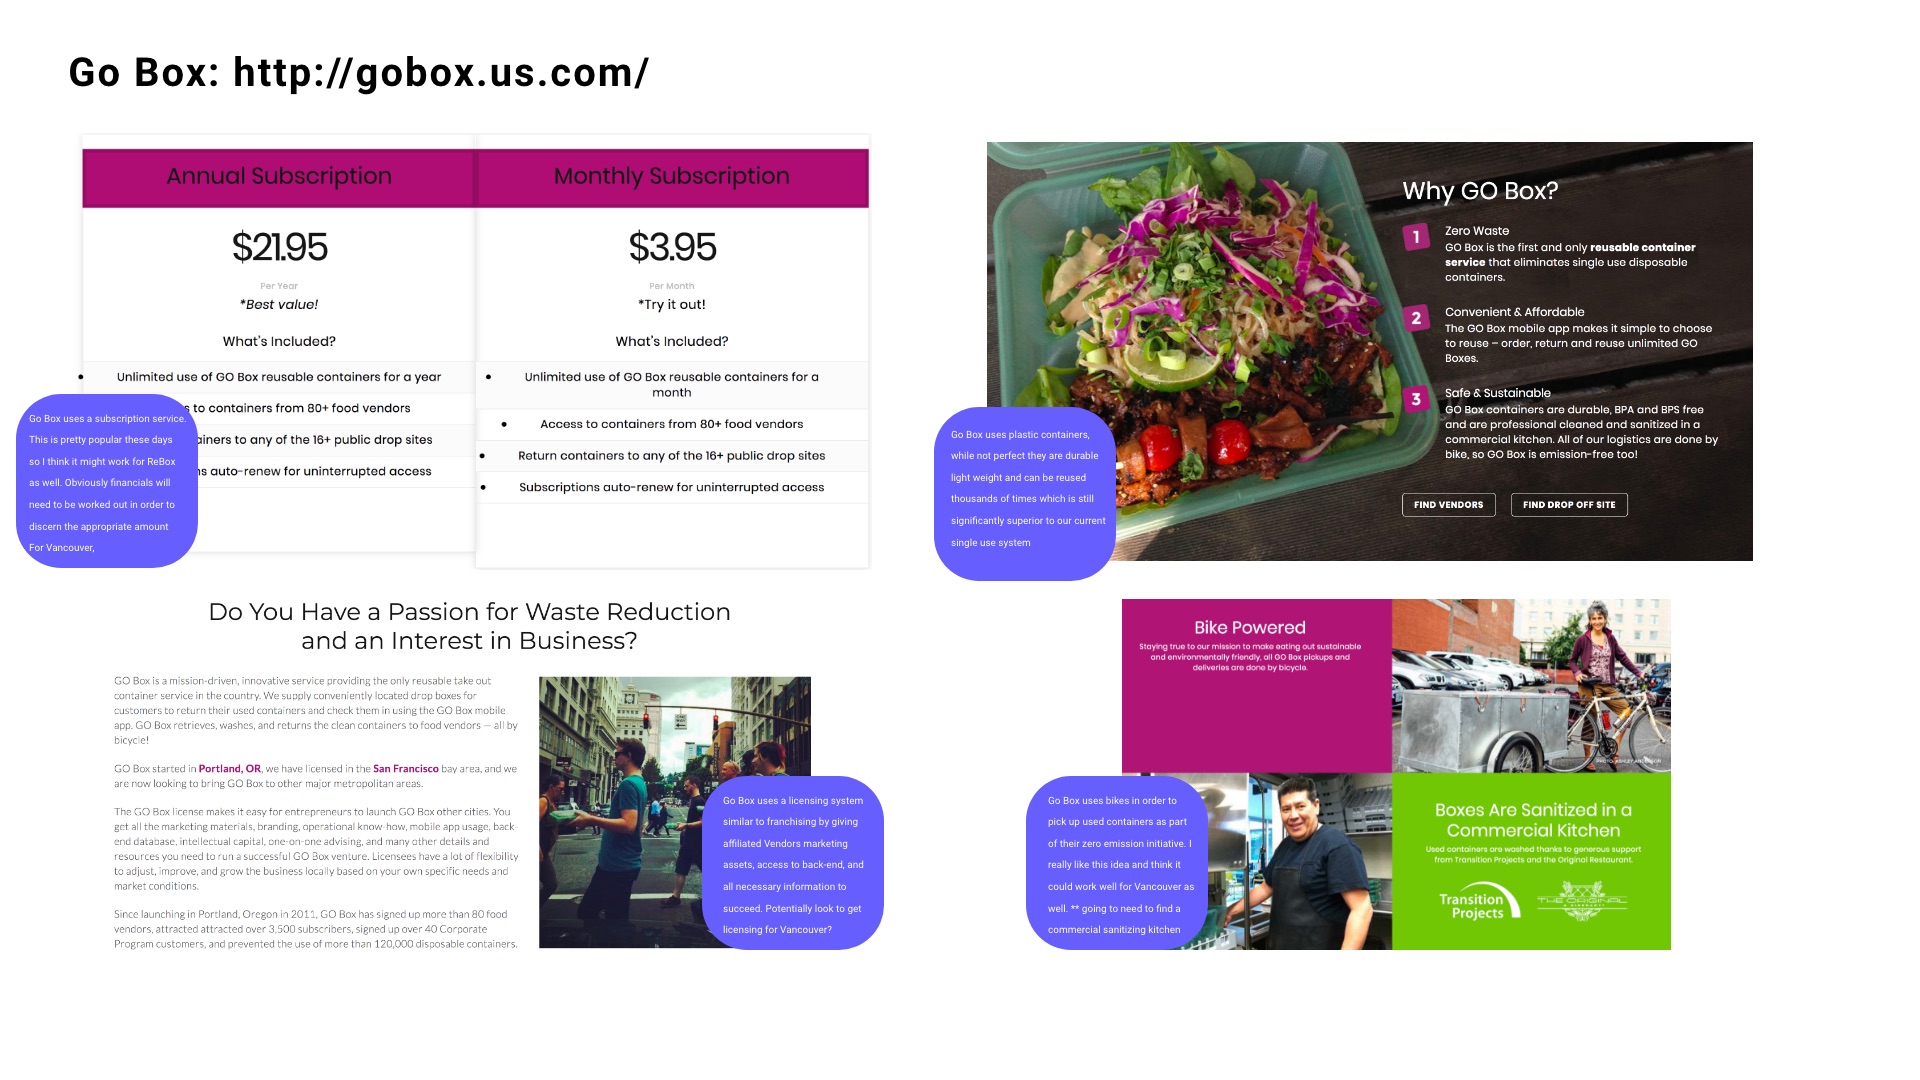 Go Box: http://gobox.us.com/
Annual Subscription
$21.95
Per Year
*Best value!
What's Included?
• Unlimited use of GO Box reusable containers for a year
s to containers from 80+ food vendors
ainers to any of the 16+ public drop sites
ns auto-renew for uninterrupted access
Monthly Subscription
$3.95
Per Month
*Try it out!
What's Included?
• Unlimited use of GO Box reusable containers for a
month
• Access to containers from 80+ food vendors
• Return containers to any of the 16+ public drop sites
• Subscriptions auto-renew for uninterrupted access
Go Box uses a subscription service.
This is pretty popular these days
so I think it might work for ReBox
as well. Obviously financials will
need to be worked out in order to
discern the appropriate amount
For Vancouver,
Why GO Box?
1
Zero Waste
GO Box is the first and only reusable container
service that eliminates single use disposable
containers.
2
Convenient & Affordable
The GO Box mobile app makes it simple to choose
to reuse – order, return and reuse unlimited GO
Boxes.
3
Safe & Sustainable
GO Box containers are durable, BPA and BPS free
and are professional cleaned and sanitized in a
commercial kitchen. All of our logistics are done by
bike, so GO Box is emission-free too!
FIND VENDORS
FIND DROP OFF SITE
Go Box uses plastic containers,
while not perfect they are durable
light weight and can be reused
thousands of times which is still
significantly superior to our current
single use system
Do You Have a Passion for Waste Reduction
and an Interest in Business?
GO Box is a mission-driven, innovative service providing the only reusable take out
container service in the country. We supply conveniently located drop boxes for
customers to return their used containers and check them in using the GO Box mobile
app. GO Box retrieves, washes, and returns the clean containers to food vendors — all by
bicycle!
GO Box started in Portland, OR, we have licensed in the San Francisco bay area, and we
are now looking to bring GO Box to other major metropolitan areas.
The GO Box license makes it easy for entrepreneurs to launch GO Box other cities. You
get all the marketing materials, branding, operational know-how, mobile app usage, back-
end database, intellectual capital, one-on-one advising, and many other details and
resources you need to run a successful GO Box venture. Licensees have a lot of flexibility
to adjust, improve, and grow the business locally based on your own specific needs and
market conditions.
Since launching in Portland, Oregon in 2011, GO Box has signed up more than 80 food
vendors, attracted attracted over 3,500 subscribers, signed up over 40 Corporate
Program customers, and prevented the use of more than 120,000 disposable containers.
Go Box uses a licensing system
similar to franchising by giving
affiliated Vendors marketing
assets, access to back-end, and
all necessary information to
succeed. Potentially look to get
licensing for Vancouver?
Bike Powered
Staying true to our mission to make eating out sustainable
and environmentally friendly, all GO Box pickups and
deliveries are done by bicycle.
PHOTO: ASHLEY ANDERSON
Go Box uses bikes in order to
pick up used containers as part
of their zero emission initiative. I
really like this idea and think it
could work well for Vancouver as
well. ** going to need to find a
commercial sanitizing kitchen
Boxes Are Sanitized in a
Commercial Kitchen
Used containers are washed thanks to generous support
from Transition Projects and the Original Restaurant.
Transition
Projects
THE ORIGINAL